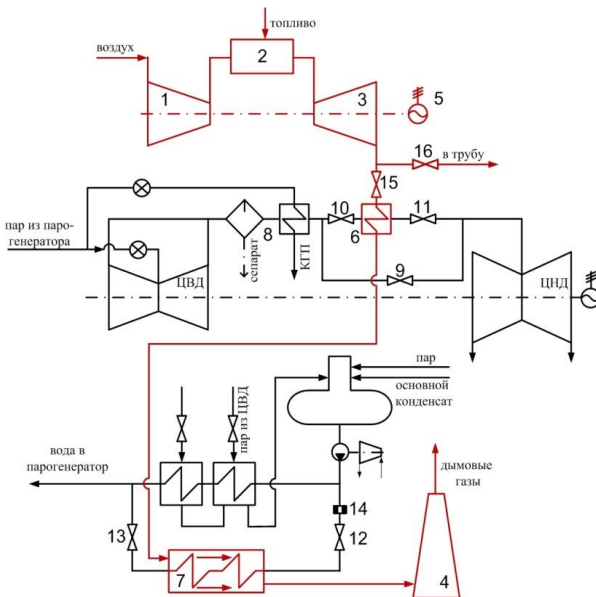 топливо
воздух
2
1
3
5
16
в трубу
15
10
11
пар из паро-
генератора
8
6
сепарат
КГП
9
ЦВД
ЦНД
пар
основной
конденсат
пар из ЦВД
вода в
парогенератор
дымовые
газы
14
13
12
7
4